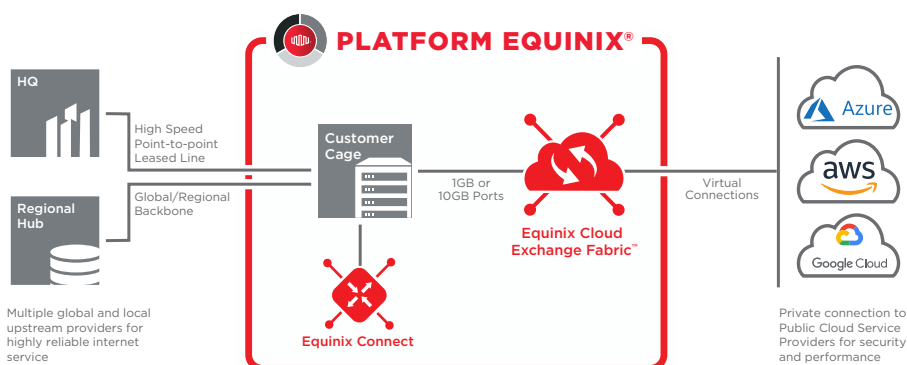 PLATFORM EQUINIX®
HQ
High Speed
Point-to-point
Leased Line
Regional
Hub
Global/Regional
Backbone
Multiple global and local
upstream providers for
highly reliable internet
service
Customer
Cage
Equinix Connect
1GB or
10GB Ports
Equinix Cloud
Exchange Fabric™
Virtual
Connections
Azure
aws
Google Cloud
Private connection to
Public Cloud Service
Providers for security
and performance